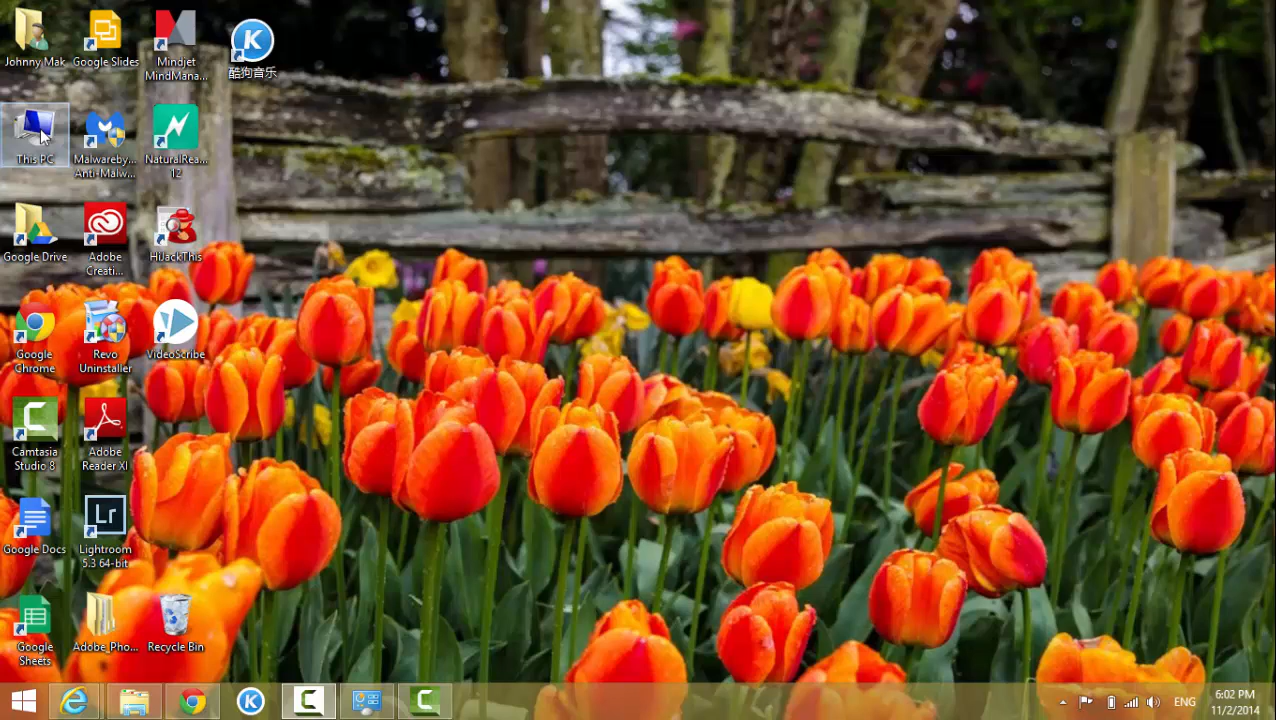 Johnny Mak
Google Slides
Mindjet
MindMana...
酷狗音乐
This PC
Malwareby...
Anti-Malw...
NaturalRea...
12
Google Drive
Adobe
Creati...
HiJackThis
Google
Chrome
Revo
Uninstaller
VideoScribe
Camtasia
Studio 8
Adobe
Reader XI
Google Docs
Lr
Lightroom
5.3 64-bit
Google
Sheets
Adobe_Pho...
Recycle Bin
ENG
6:02 PM
11/2/2014